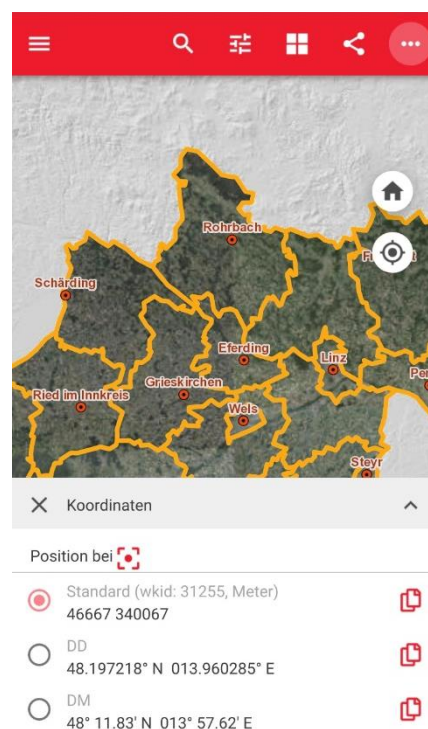 Rohrbach
Schärding
Eferding
Linz
Grieskirchen
Ried im Innkreis
Wels
Steyr
Koordinaten
Position bei
Standard (wkid: 31255, Meter)
46667 340067
DD
48.197218° N 013.960285° E
DM
48° 11.83' N 013° 57.62' E